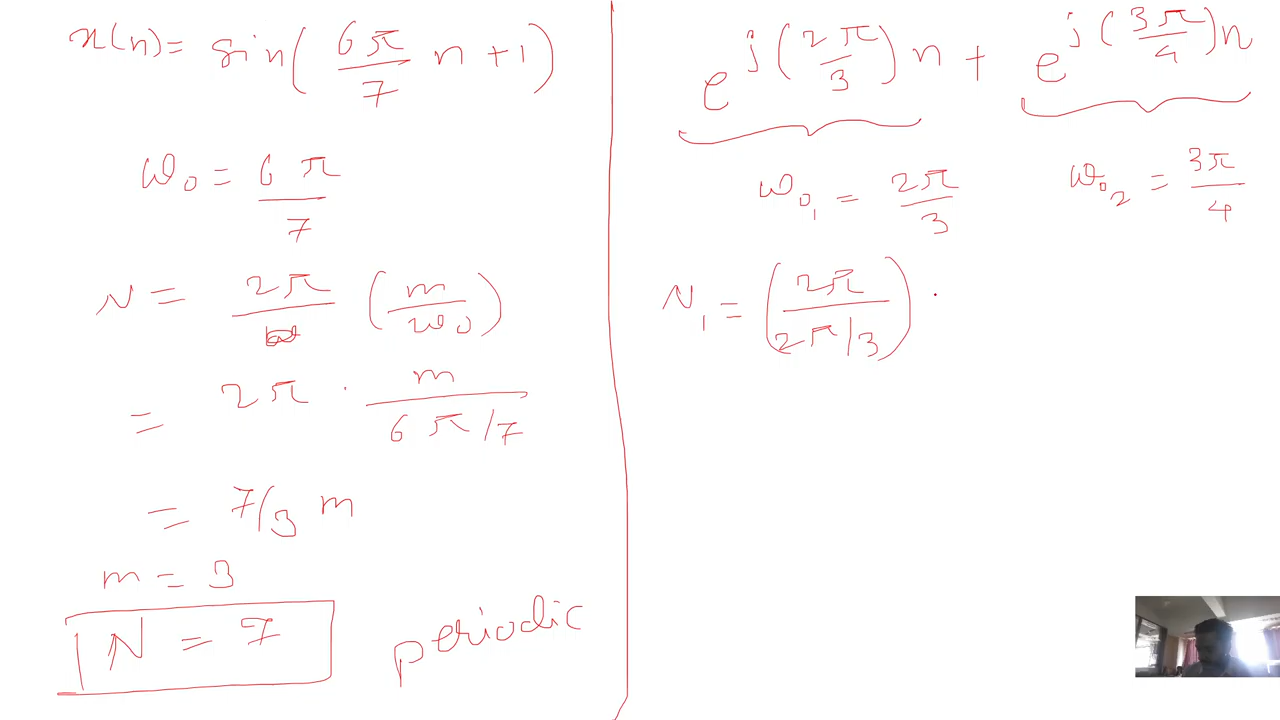 x(n) = sin(6π/7 n + 1)
ω₀ = 6π/7
N = 2π (m/ω₀)
= 2π · m/(6π/7)
= 7/3 m
m = 3
N = 7 periodic
e^{j(2π/3)n} + e^{j(3π/4)n}
ω₀₁ = 2π/3 ω₀₂ = 3π/4
N₁ = (2π/(2π/3)) ·